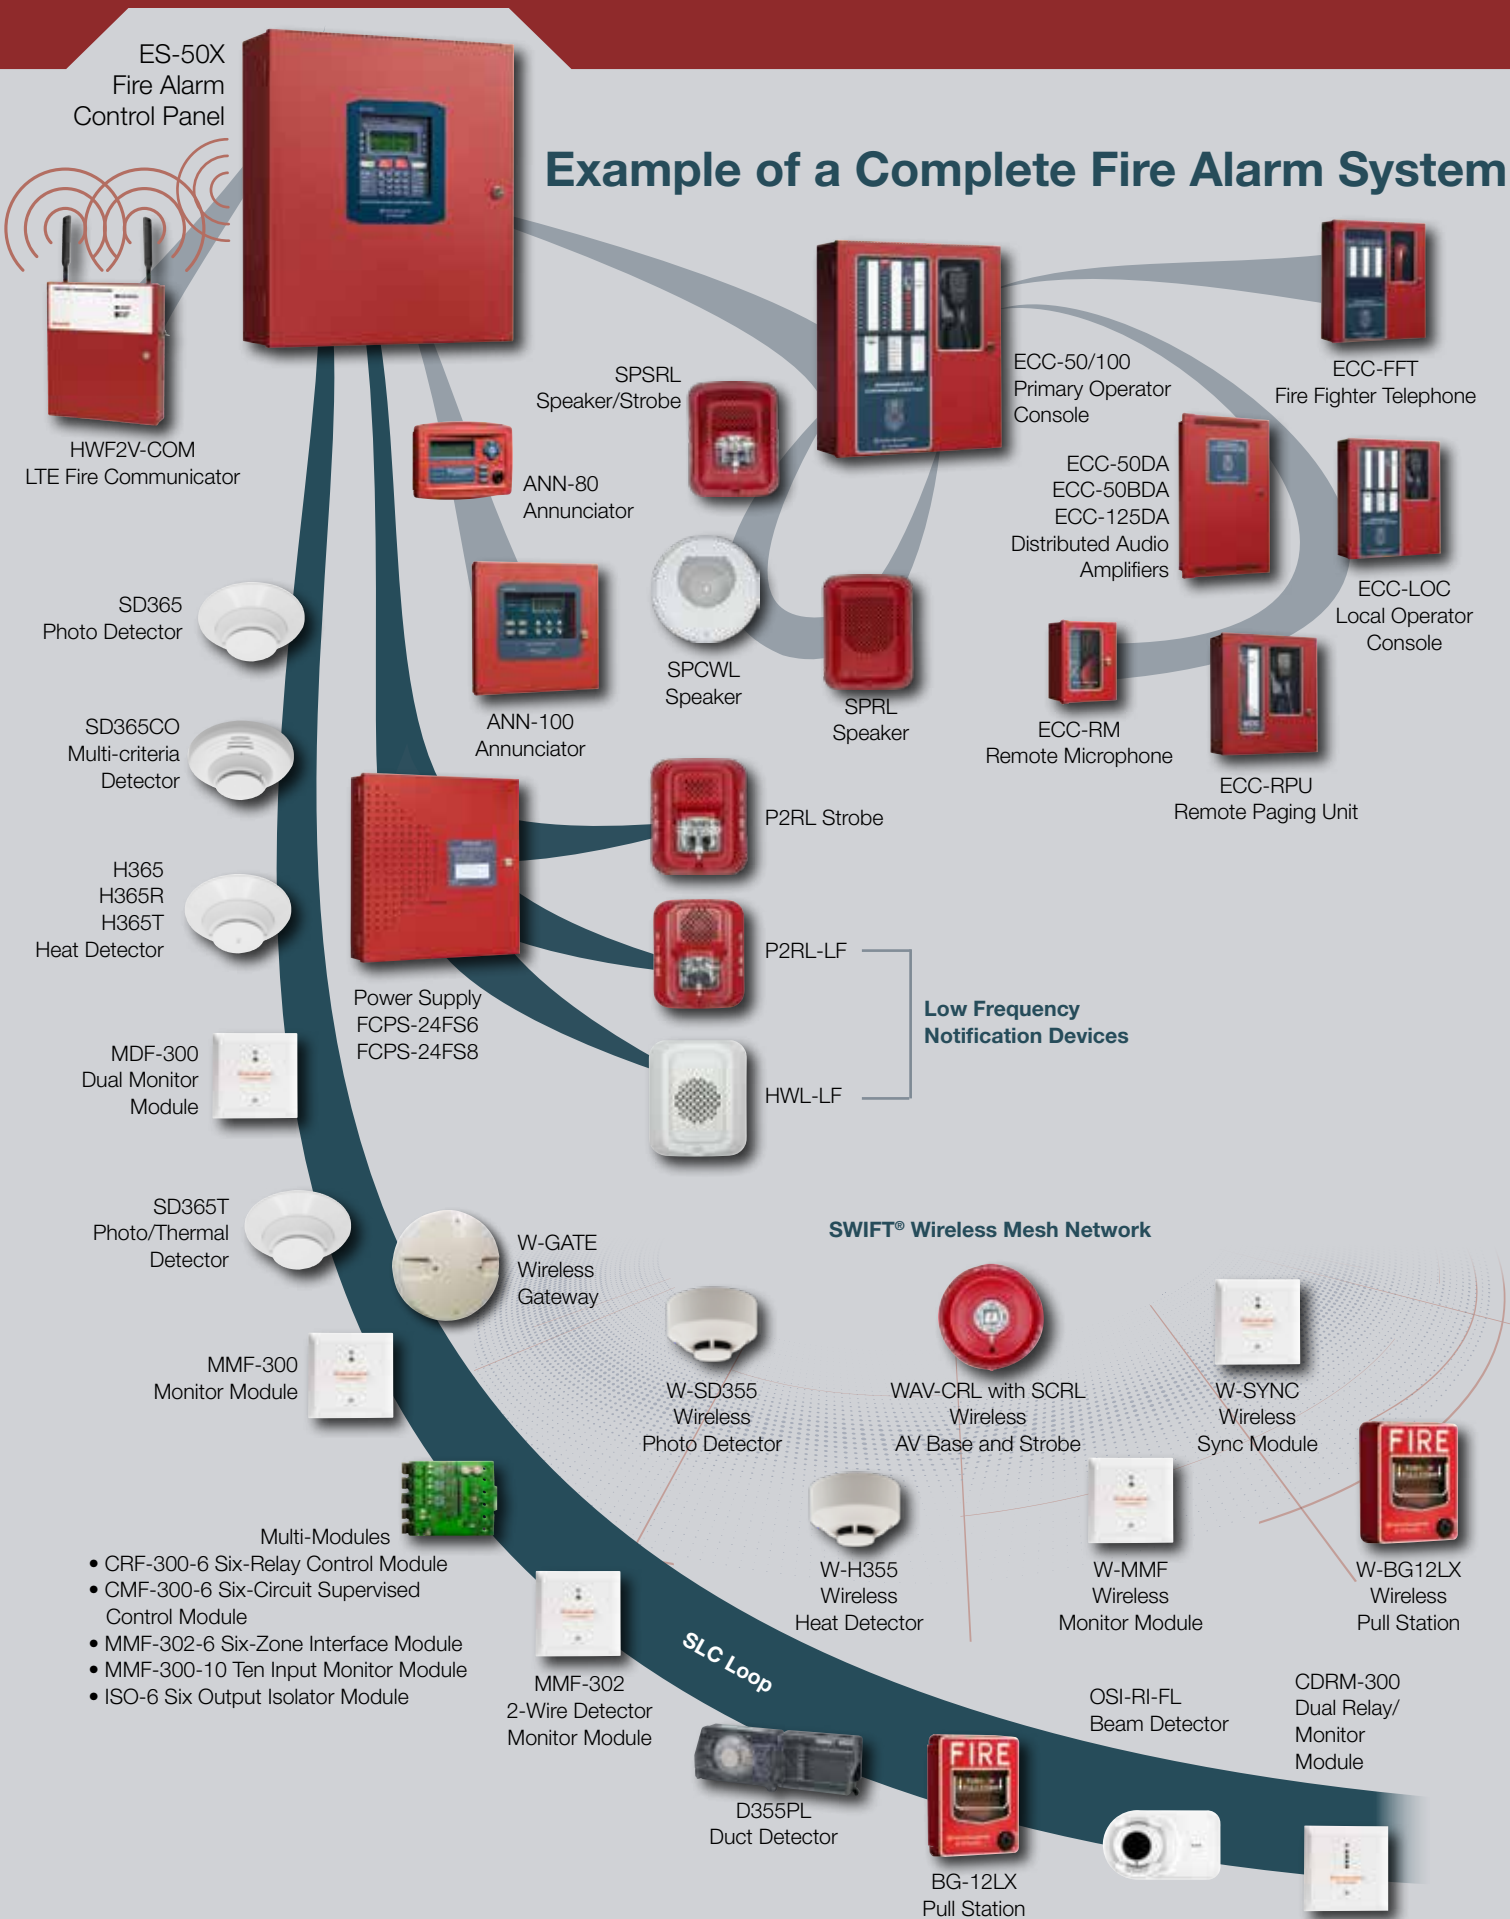 ES-50X
Fire Alarm
Control Panel
Example of a Complete Fire Alarm System
HWF2V-COM
LTE Fire Communicator
SPSRL
Speaker/Strobe
ECC-50/100
Primary Operator
Console
ECC-FFT
Fire Fighter Telephone
ANN-80
Annunciator
ECC-50DA
ECC-50BDA
ECC-125DA
Distributed Audio
Amplifiers
ECC-LOC
Local Operator
Console
SD365
Photo Detector
SPCWL
Speaker
SPRL
Speaker
ANN-100
Annunciator
ECC-RM
Remote Microphone
ECC-RPU
Remote Paging Unit
SD365CO
Multi-criteria
Detector
P2RL Strobe
H365
H365R
H365T
Heat Detector
P2RL-LF
Low Frequency
Notification Devices
HWL-LF
Power Supply
FCPS-24FS6
FCPS-24FS8
MDF-300
Dual Monitor
Module
SD365T
Photo/Thermal
Detector
W-GATE
Wireless
Gateway
SWIFT® Wireless Mesh Network
MMF-300
Monitor Module
W-SD355
Wireless
Photo Detector
WAV-CRL with SCRL
Wireless
AV Base and Strobe
W-SYNC
Wireless
Sync Module
FIRE
W-H355
Wireless
Heat Detector
W-MMF
Wireless
Monitor Module
W-BG12LX
Wireless
Pull Station
Multi-Modules
• CRF-300-6 Six-Relay Control Module
• CMF-300-6 Six-Circuit Supervised
Control Module
• MMF-302-6 Six-Zone Interface Module
• MMF-300-10 Ten Input Monitor Module
• ISO-6 Six Output Isolator Module
MMF-302
2-Wire Detector
Monitor Module
SLC Loop
D355PL
Duct Detector
FIRE
BG-12LX
Pull Station
OSI-RI-FL
Beam Detector
CDRM-300
Dual Relay/
Monitor
Module